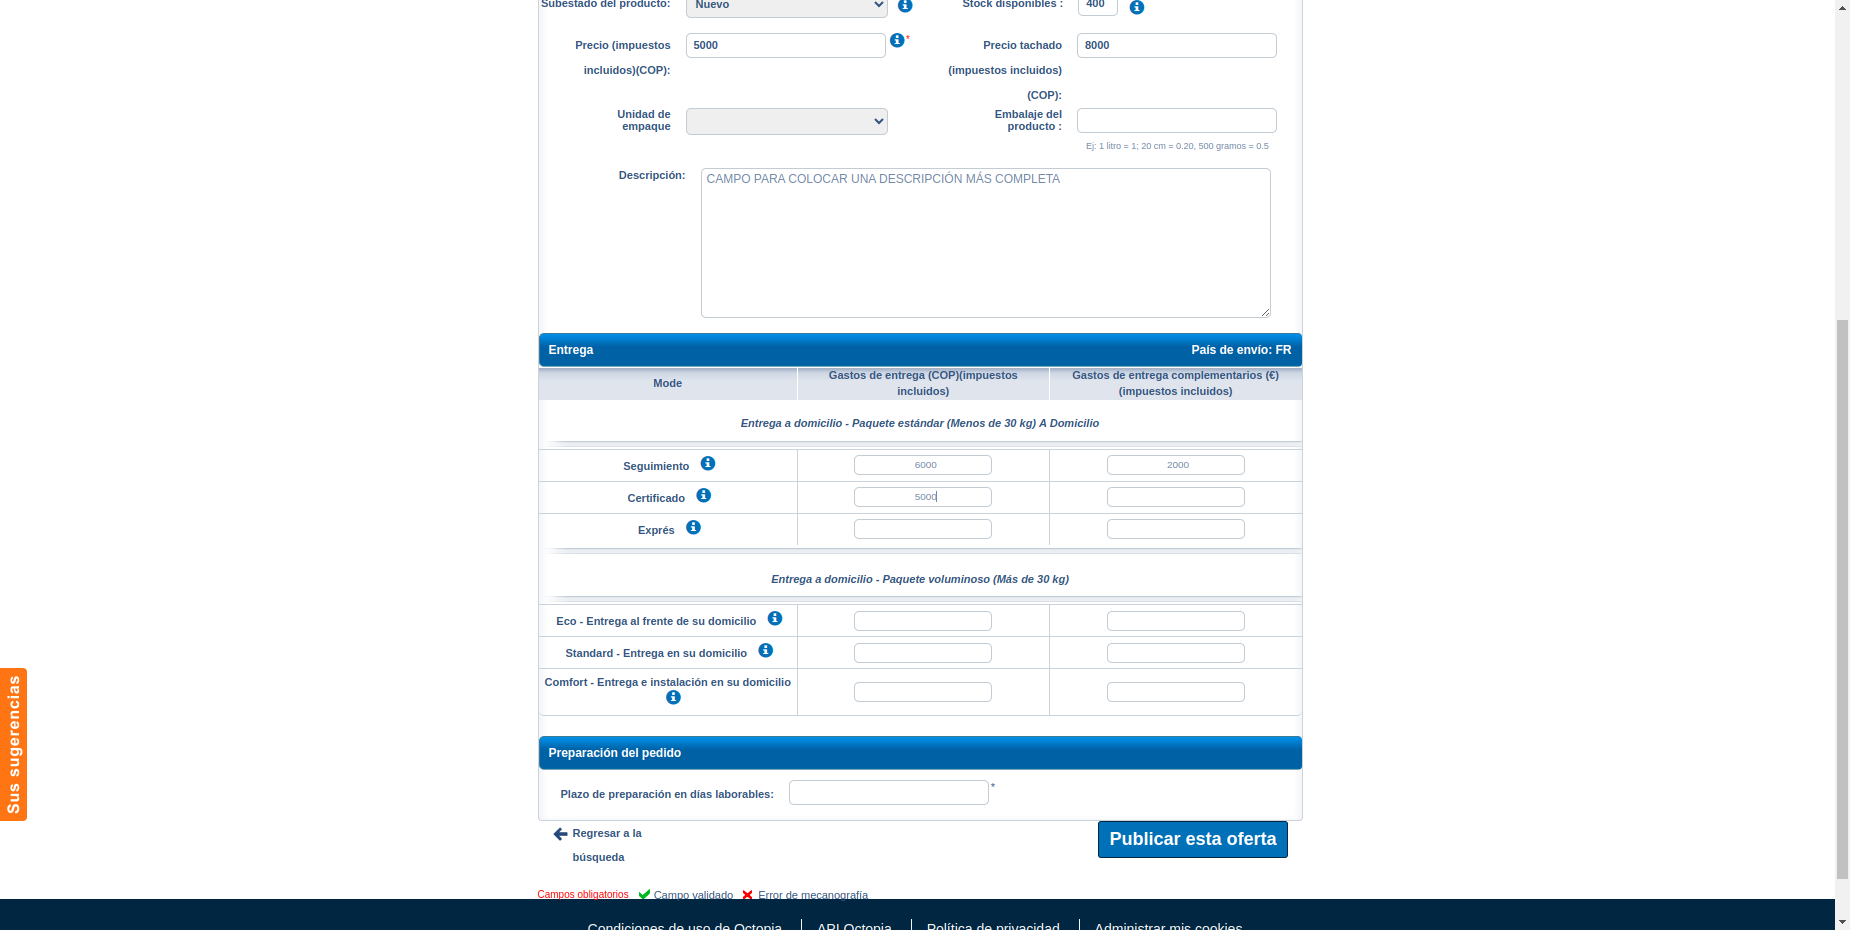 Subestado del producto: Nuevo Stock disponibles : 400
Precio (impuestos 5000 * Precio tachado 8000
incluidos)(COP): (impuestos incluidos)
(COP):
Unidad de Embalaje del
empaque producto :
Ej: 1 litro = 1; 20 cm = 0.20, 500 gramos = 0.5
Descripción: CAMPO PARA COLOCAR UNA DESCRIPCIÓN MÁS COMPLETA
Entrega País de envío: FR
Mode Gastos de entrega (COP)(impuestos Gastos de entrega complementarios (€)
incluidos) (impuestos incluidos)
Entrega a domicilio - Paquete estándar (Menos de 30 kg) A Domicilio
Seguimiento 6000 2000
Certificado 5000
Exprés
Entrega a domicilio - Paquete voluminoso (Más de 30 kg)
Eco - Entrega al frente de su domicilio
Standard - Entrega en su domicilio
Comfort - Entrega e instalación en su domicilio
Sus sugerencias
Preparación del pedido
Plazo de preparación en días laborables: *
Regresar a la
búsqueda
Publicar esta oferta
Campos obligatorios Campo validado Error de mecanografía
Condiciones de uso de Octopia API Octopia Política de privacidad Administrar mis cookies